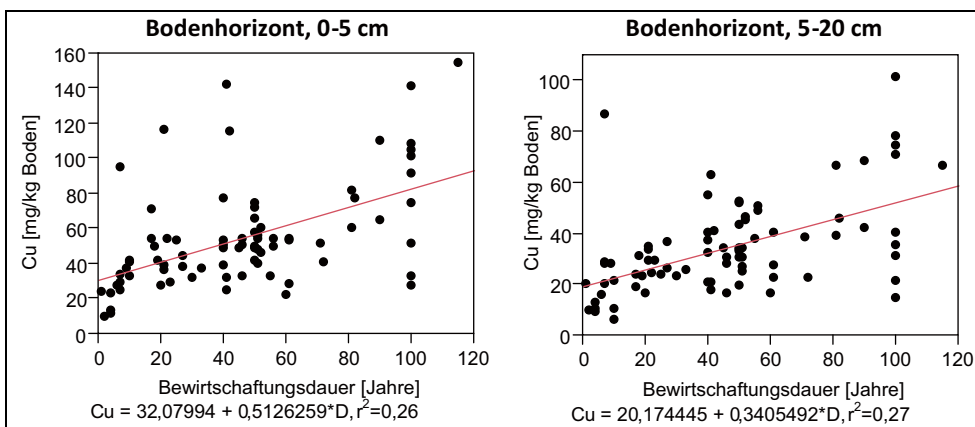 Bodenhorizont, 0-5 cm
160
140
120
100
80
60
40
20
0
Cu [mg/kg Boden]
0 20 40 60 80 100 120
Bewirtschaftungsdauer [Jahre]
Cu = 32,07994 + 0,5126259*D, r²=0,26
Bodenhorizont, 5-20 cm
100
80
60
40
20
0
Cu [mg/kg Boden]
0 20 40 60 80 100 120
Bewirtschaftungsdauer [Jahre]
Cu = 20,174445 + 0,3405492*D, r²=0,27